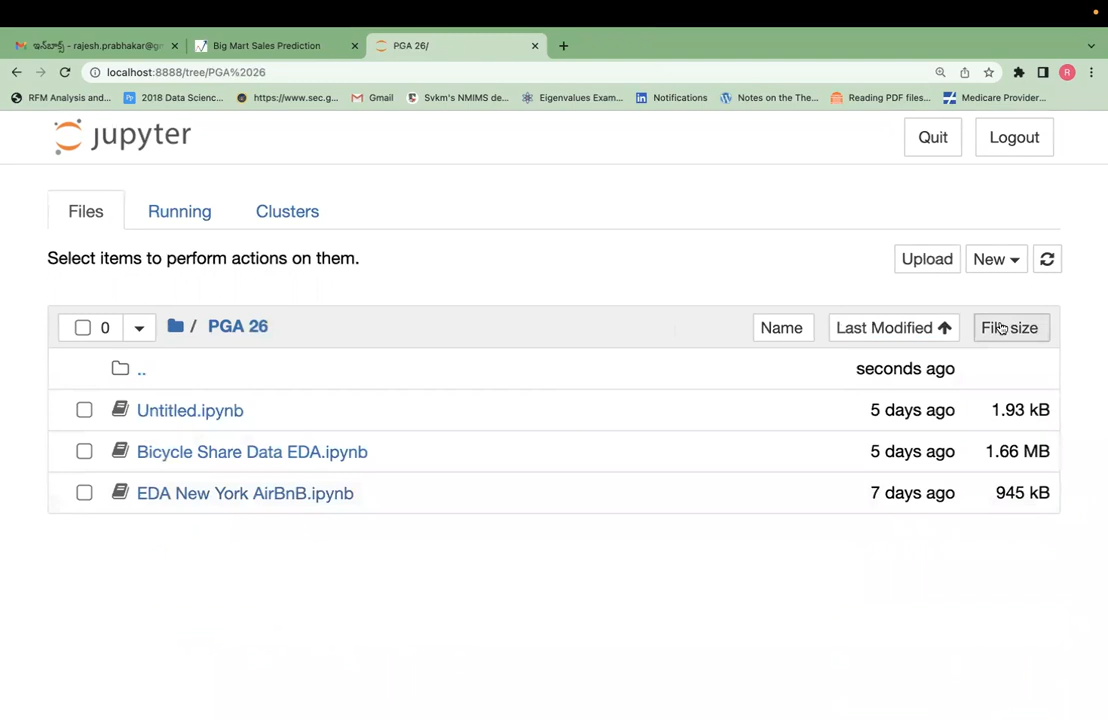 ఇన్‌బాక్స్ - rajesh.prabhakar@gm
Big Mart Sales Prediction
PGA 26/
localhost:8888/tree/PGA%2026
R
RFM Analysis and...
2018 Data Scienc...
https://www.sec.g...
Gmail
Svkm's NMIMS de...
Eigenvalues Exam...
Notifications
Notes on the The...
Reading PDF files...
Medicare Provider...
jupyter
Quit
Logout
Files
Running
Clusters
Select items to perform actions on them.
Upload
New
0
/ PGA 26
Name
Last Modified
File size
.. seconds ago
Untitled.ipynb 5 days ago 1.93 kB
Bicycle Share Data EDA.ipynb 5 days ago 1.66 MB
EDA New York AirBnB.ipynb 7 days ago 945 kB